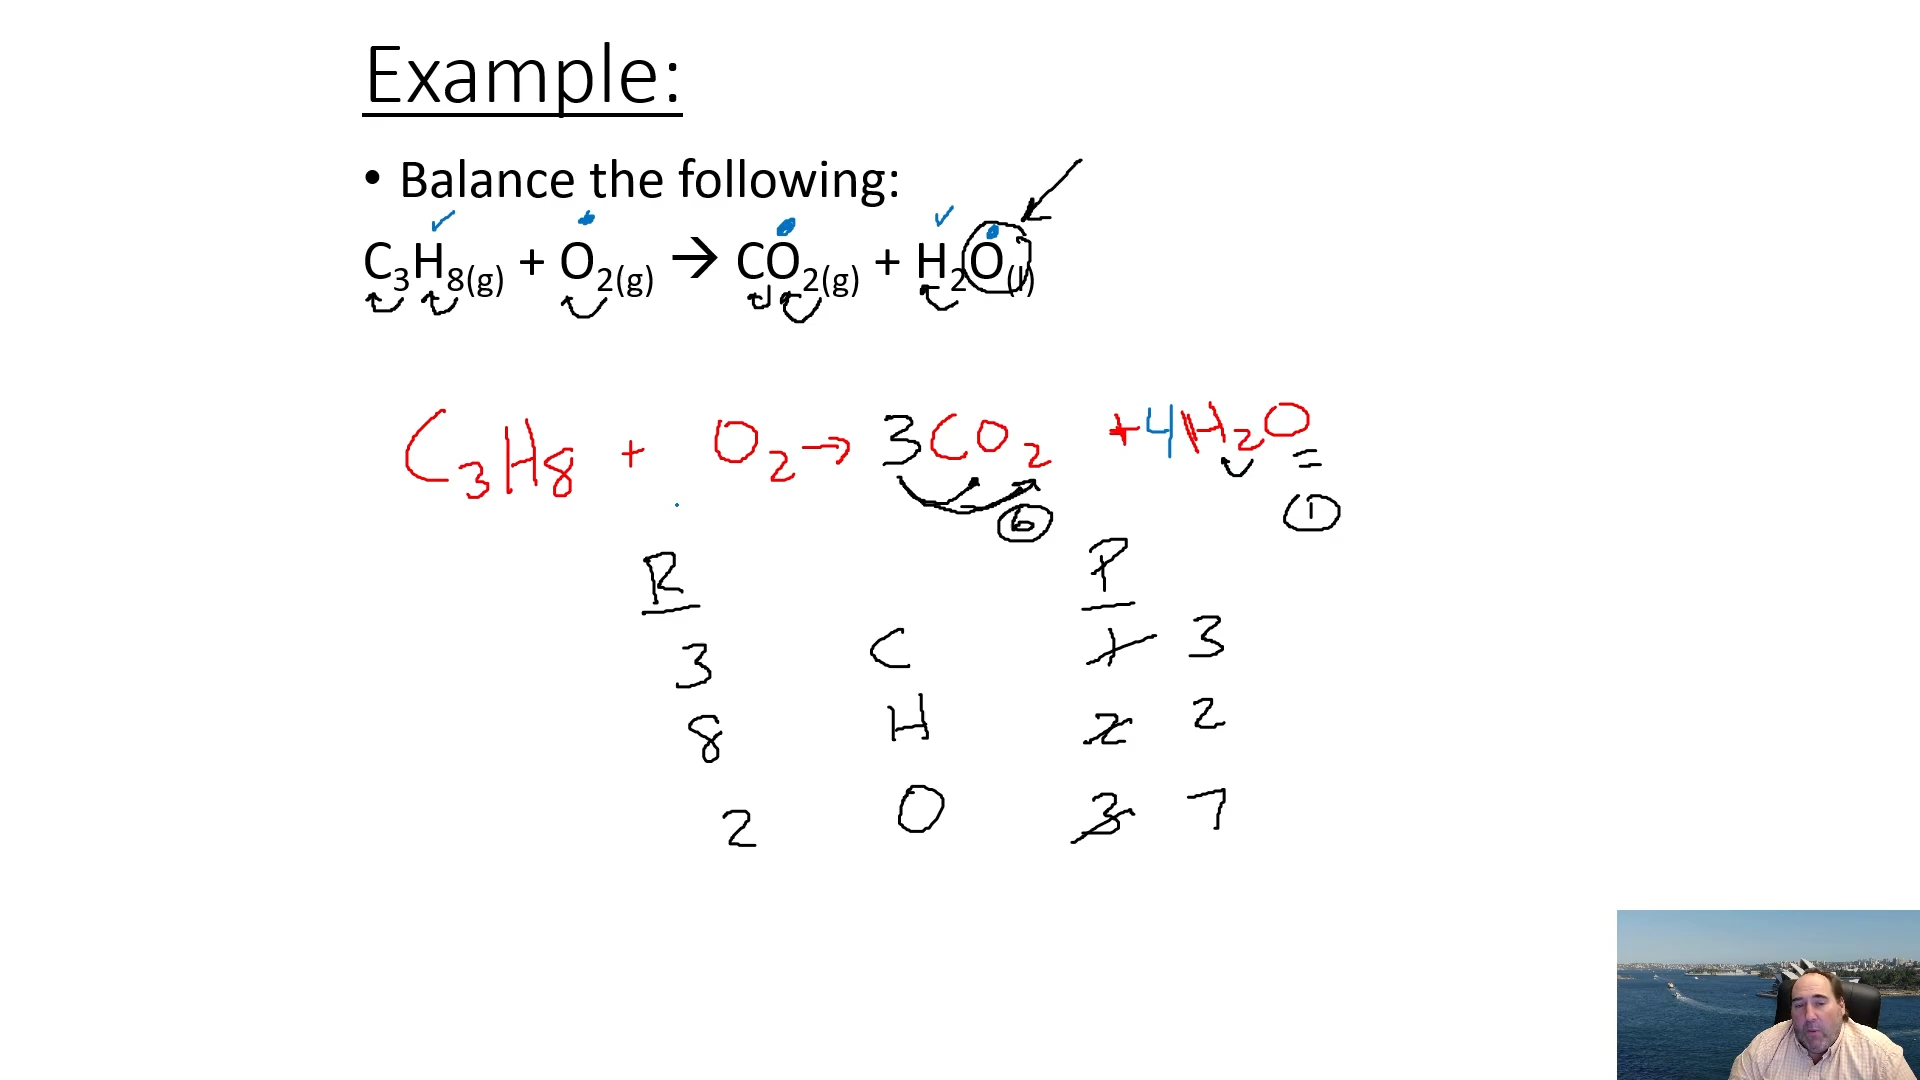 Example:
• Balance the following:
C₃H₈(g) + O₂(g) → CO₂(g) + H₂O(l)
C₃H₈ + O₂ → 3CO₂ + 4H₂O
6 1
R P
3 C 1 3
8 H 2 2
2 O 3 7